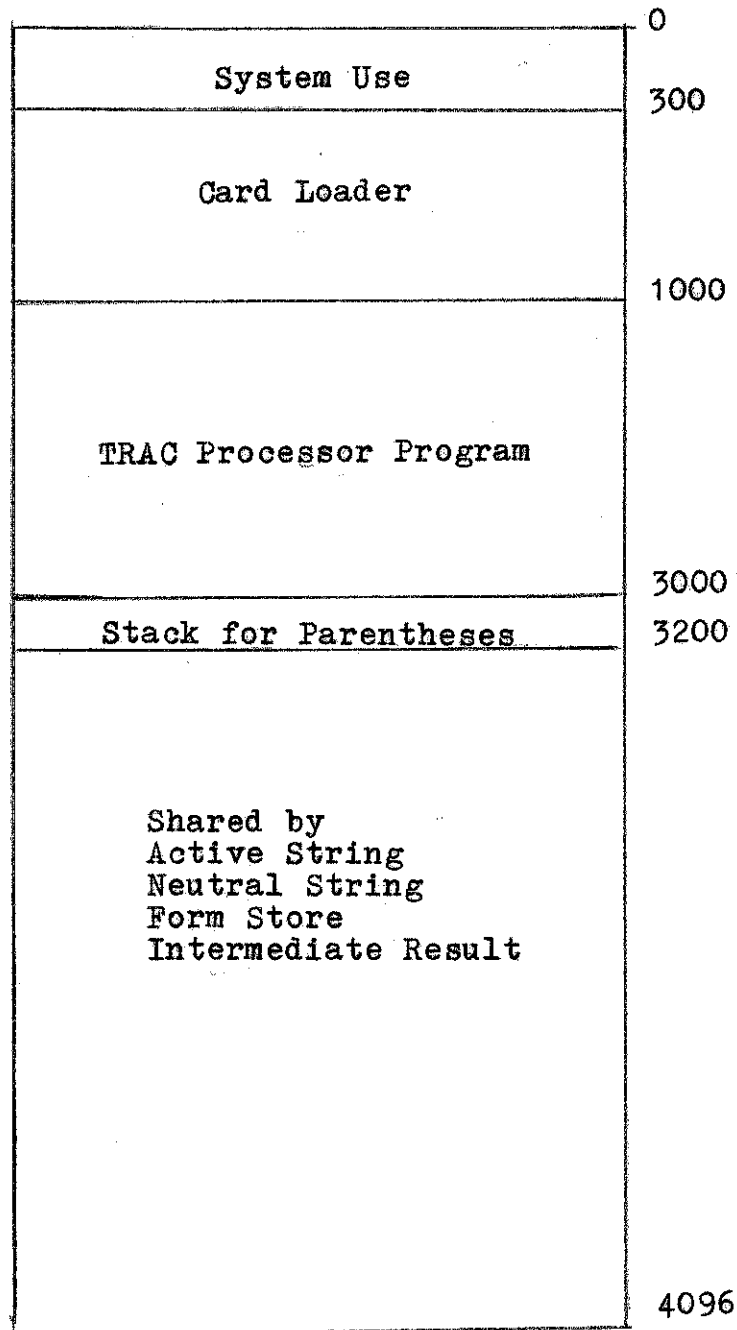 0
System Use
300
Card Loader
1000
TRAC Processor Program
3000
Stack for Parentheses
3200
Shared by
Active String
Neutral String
Form Store
Intermediate Result
4096